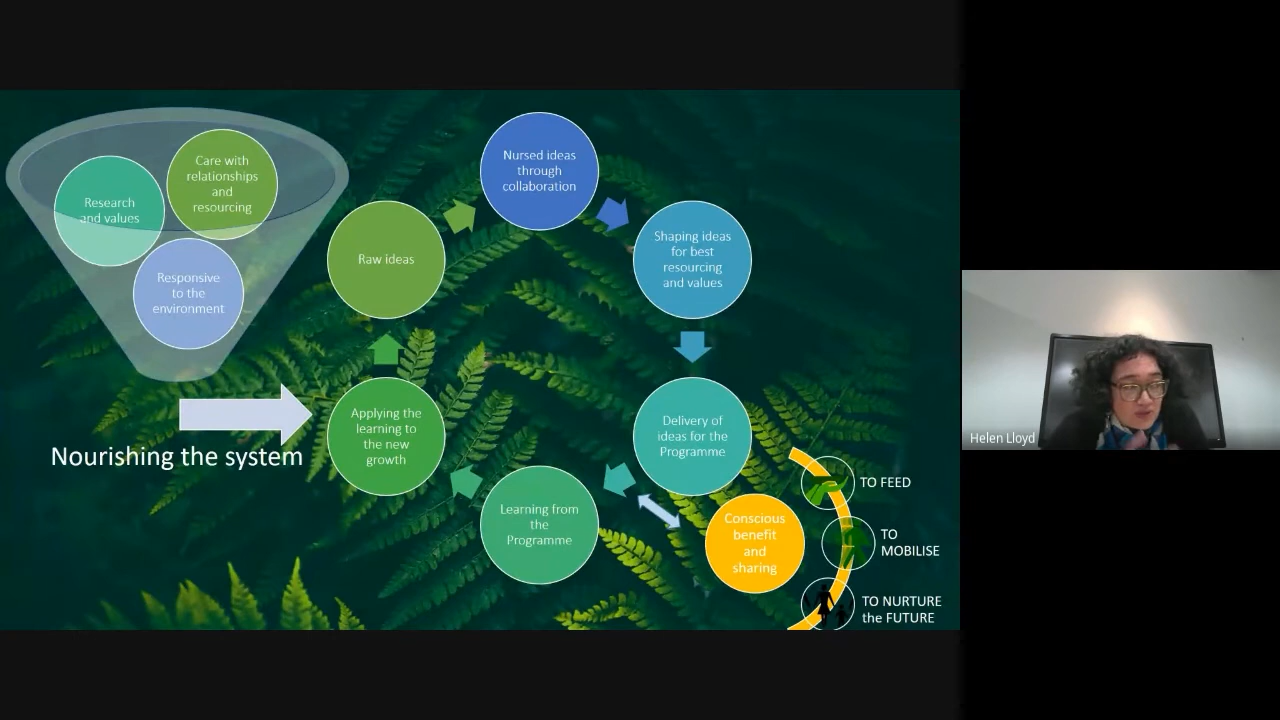 Care with
relationships
and
resourcing
Research
and values
Responsive
to the
environment
Nourishing the system
Raw ideas
Nursed ideas
through
collaboration
Shaping ideas
for best
resourcing
and values
Delivery of
ideas for the
Programme
Learning from
the
Programme
Applying the
learning to
the new
growth
Conscious
benefit
and
sharing
TO FEED
TO
MOBILISE
TO NURTURE
the FUTURE
Helen Lloyd